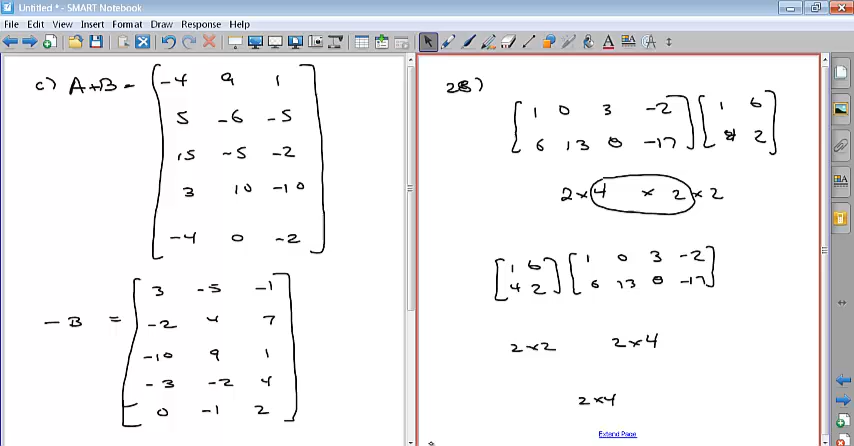 Untitled * - SMART Notebook
File Edit View Insert Format Draw Response Help
c) A+B =
-4 9 1
5 -6 -5
15 -5 -2
3 10 -10
-4 0 -2
-B =
3 -5 -1
-2 4 7
-10 9 1
-3 -2 4
0 -1 2
28)
1 0 3 -2 1 6
6 13 8 -17 4 2
2×4 × 2×2
1 6 1 0 3 -2
4 2 6 13 8 -17
2×2 2×4
2×4
Extend Page